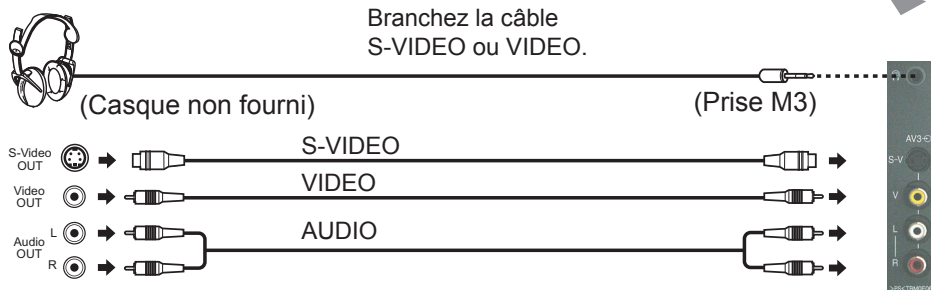 Branchez la câble
S-VIDEO ou VIDEO.
(Casque non fourni)
(Prise M3)
S-Video
OUT
S-VIDEO
AV3
S-V
Video
OUT
VIDEO
V
Audio
OUT
L
R
AUDIO
L
R